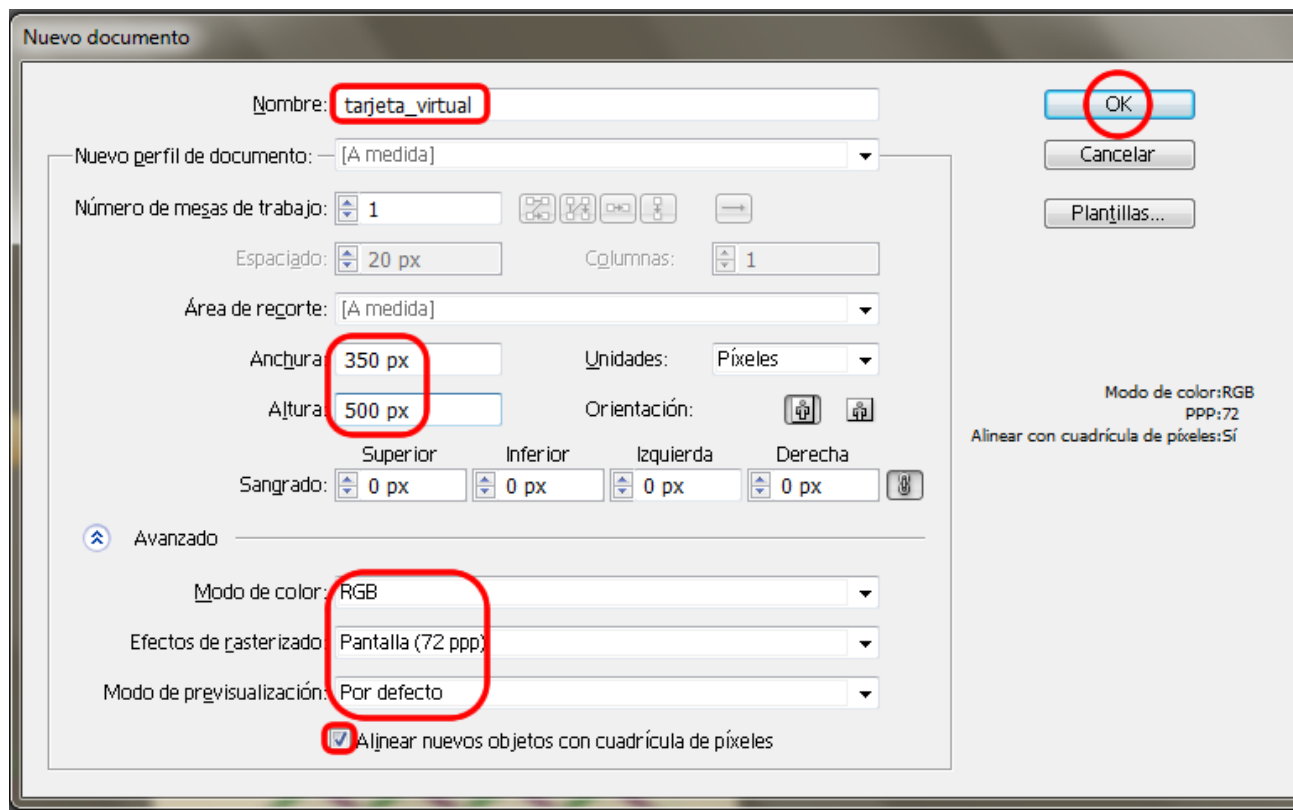 Nuevo documento
Nombre: tarjeta_virtual
OK
Nuevo perfil de documento: [A medida]
Cancelar
Número de mesas de trabajo: 1
Plantillas...
Espaciado: 20 px Columnas: 1
Área de recorte: [A medida]
Anchura: 350 px Unidades: Píxeles
Altura: 500 px Orientación:
Modo de color:RGB
PPP:72
Alinear con cuadrícula de píxeles:Sí
Superior Inferior Izquierda Derecha
Sangrado: 0 px 0 px 0 px 0 px
Avanzado
Modo de color: RGB
Efectos de rasterizado: Pantalla (72 ppp)
Modo de previsualización: Por defecto
Alinear nuevos objetos con cuadrícula de píxeles